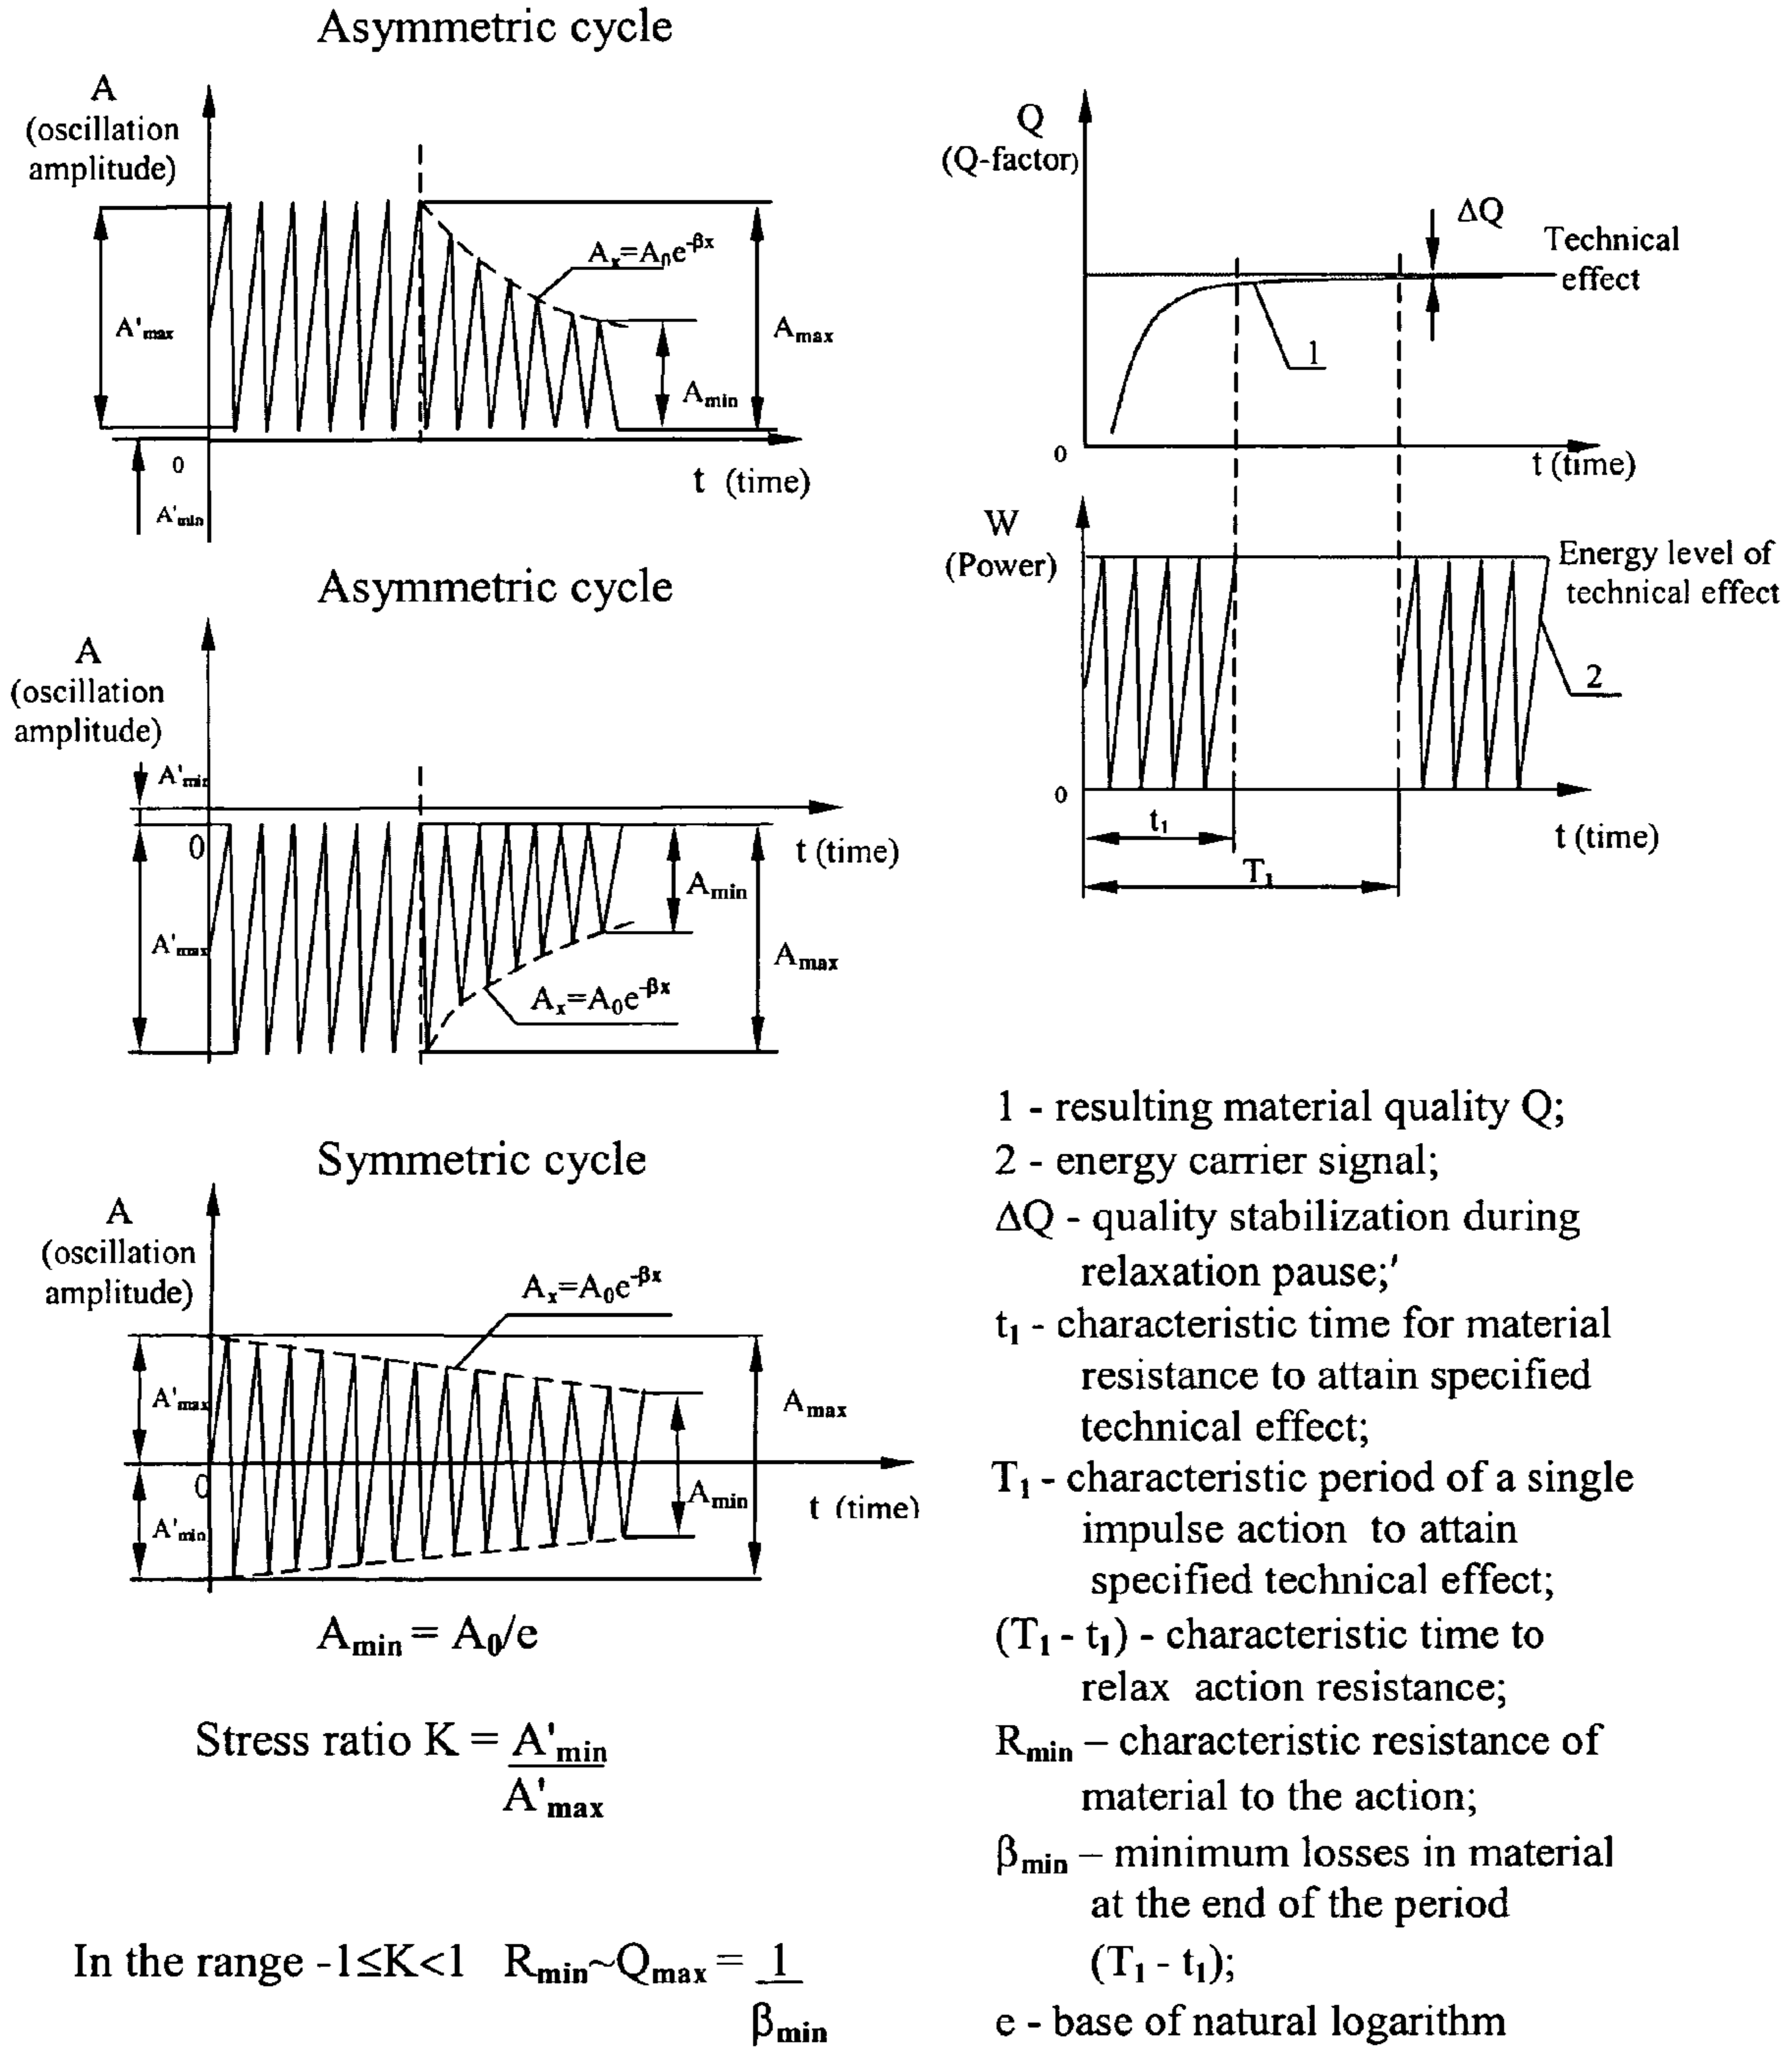 Asymmetric cycle
A
(oscillation
amplitude)
Aₓ=A₀e^-βx
A'max
Amax
Amin
0
t (time)
A'min
Asymmetric cycle
A
(oscillation
amplitude)
A'min
0
t (time)
Amin
A'max
Amax
Aₓ=A₀e^-βx
Symmetric cycle
A
(oscillation
amplitude)
Aₓ=A₀e^-βx
A'max
Amax
0
Amin
t (time)
A'min
Amin = A₀/e
Stress ratio K = A'min
A'max
In the range -1≤K<1 Rmin~Qmax = 1
βmin
Q
(Q-factor)
ΔQ
Technical
effect
1
0
t (time)
W
(Power)
Energy level of
technical effect
2
0
t₁
t (time)
T₁
1 - resulting material quality Q;
2 - energy carrier signal;
ΔQ - quality stabilization during
relaxation pause;'
t₁ - characteristic time for material
resistance to attain specified
technical effect;
T₁ - characteristic period of a single
impulse action to attain
specified technical effect;
(T₁ - t₁) - characteristic time to
relax action resistance;
Rmin – characteristic resistance of
material to the action;
βmin – minimum losses in material
at the end of the period
(T₁ - t₁);
e - base of natural logarithm